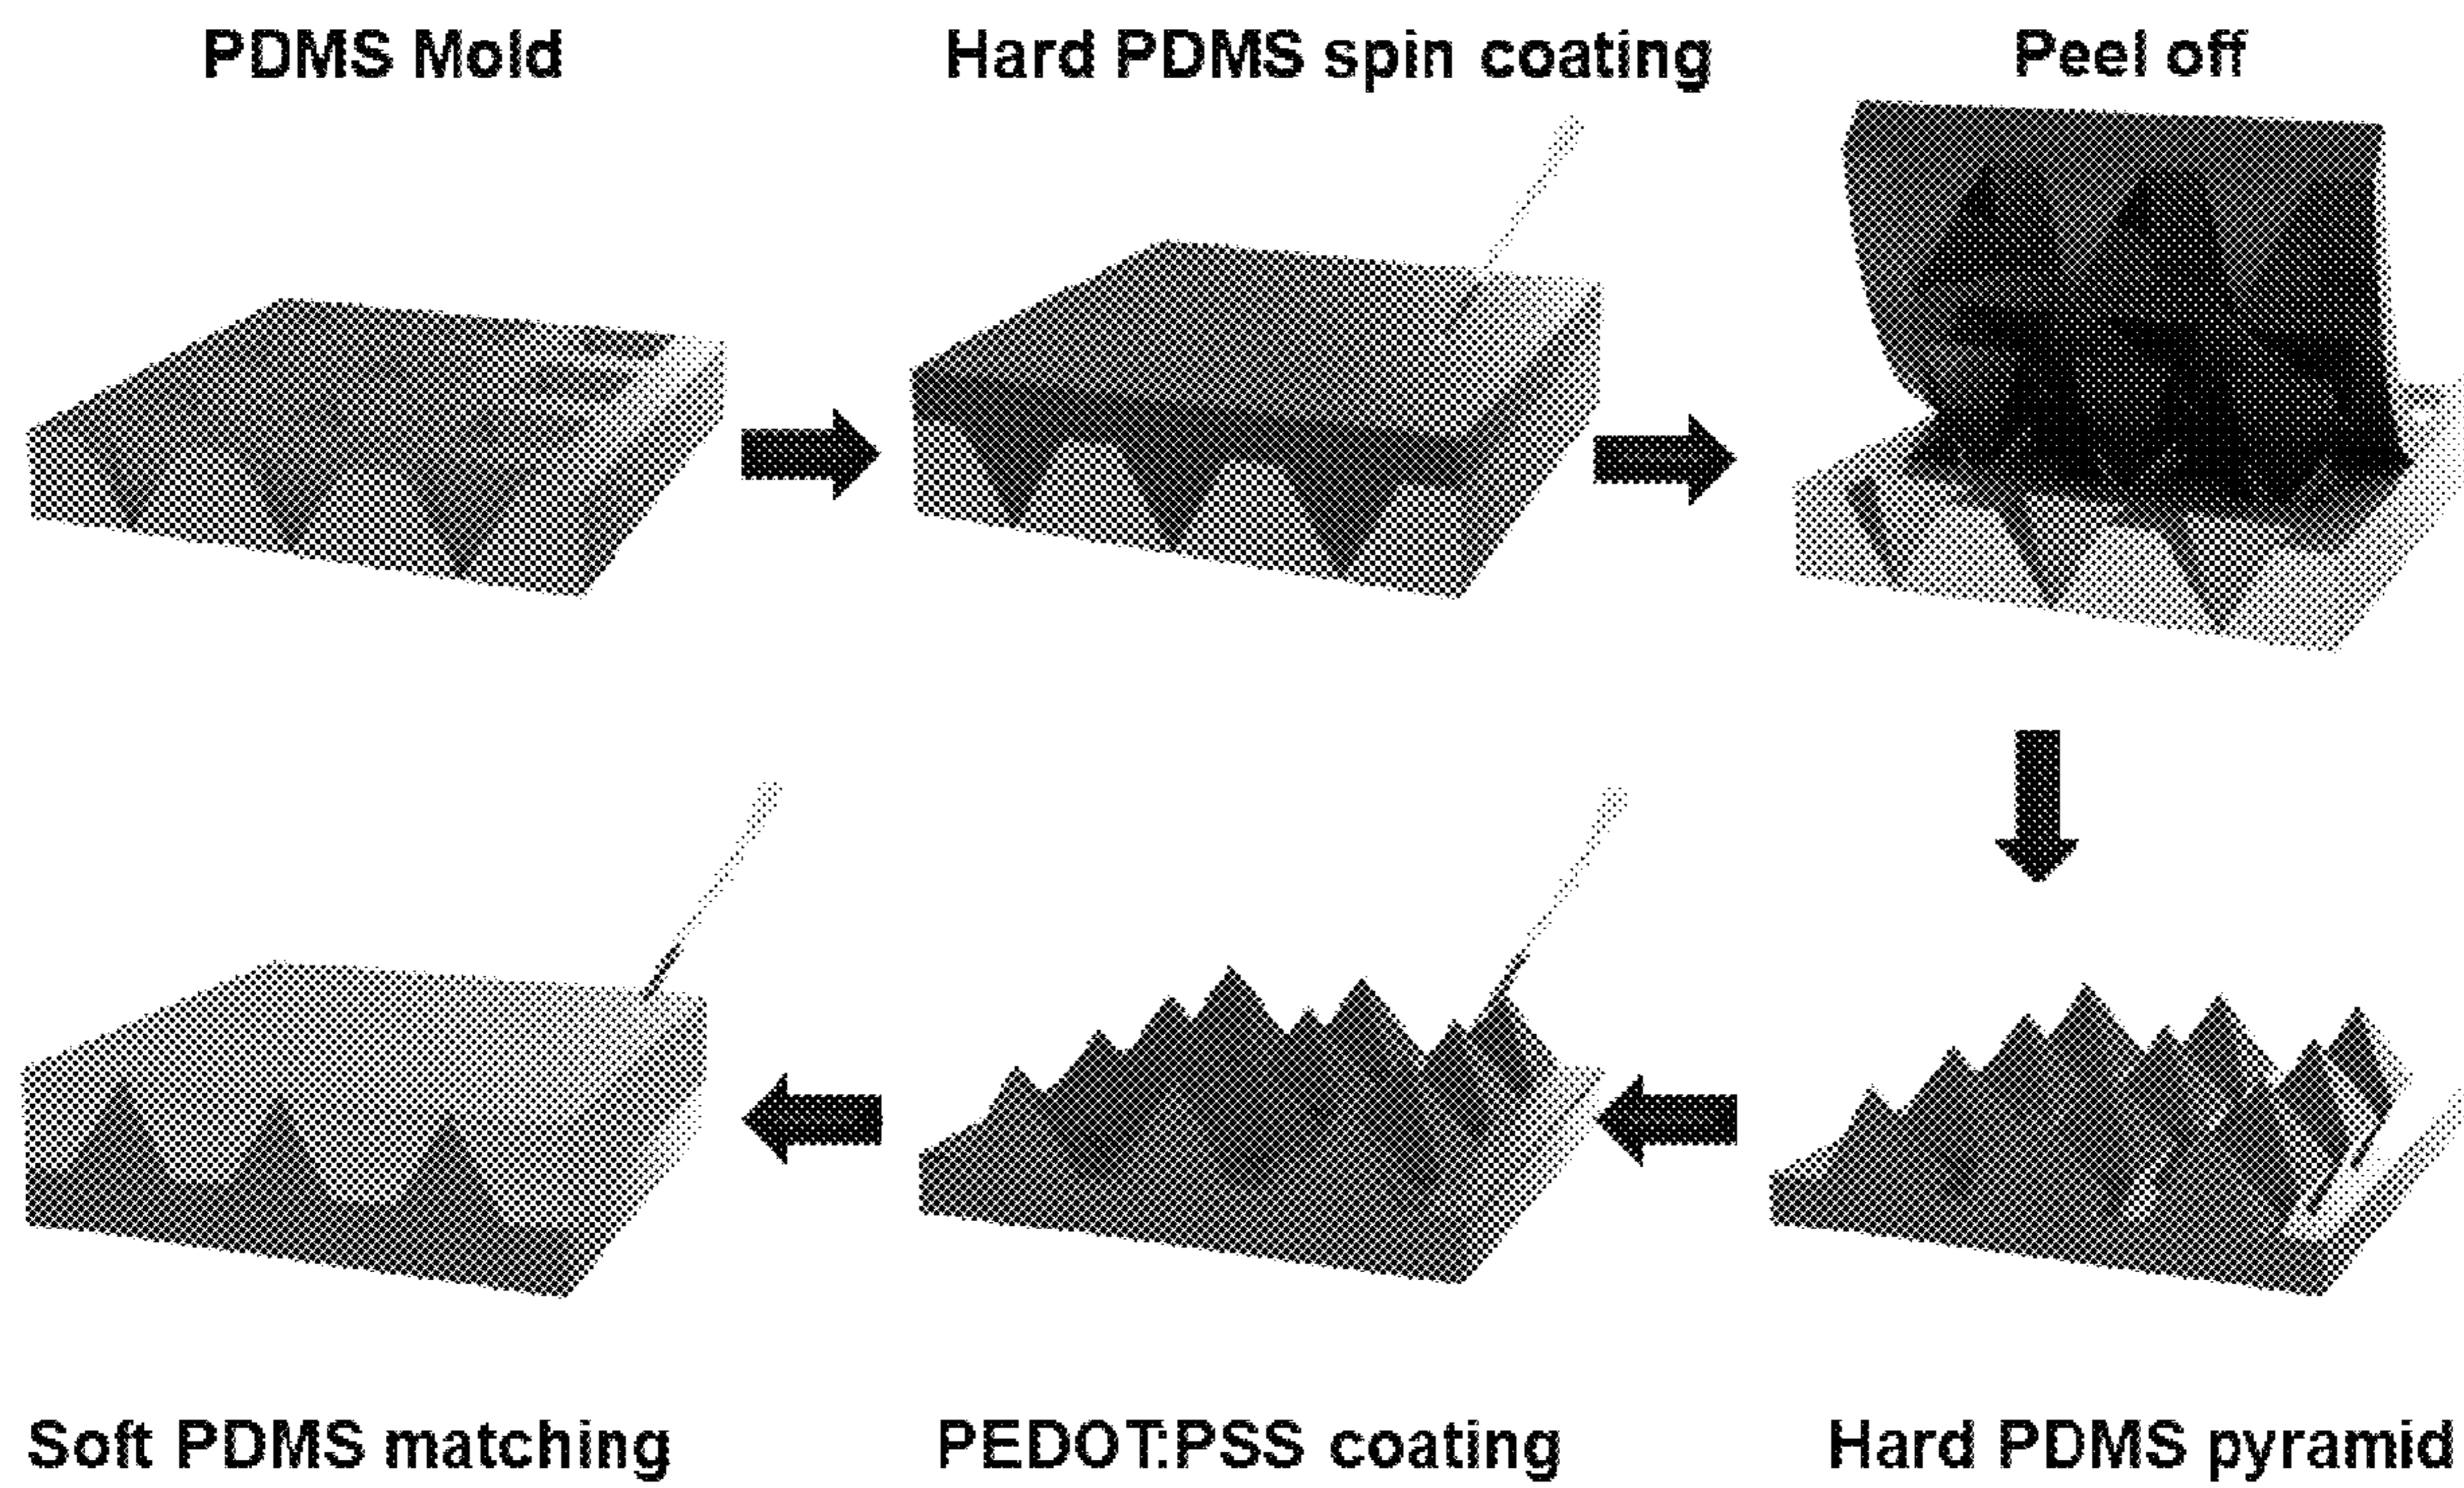 PDMS Mold
Hard PDMS spin coating
Peel off
Soft PDMS matching
PEDOT:PSS coating
Hard PDMS pyramid